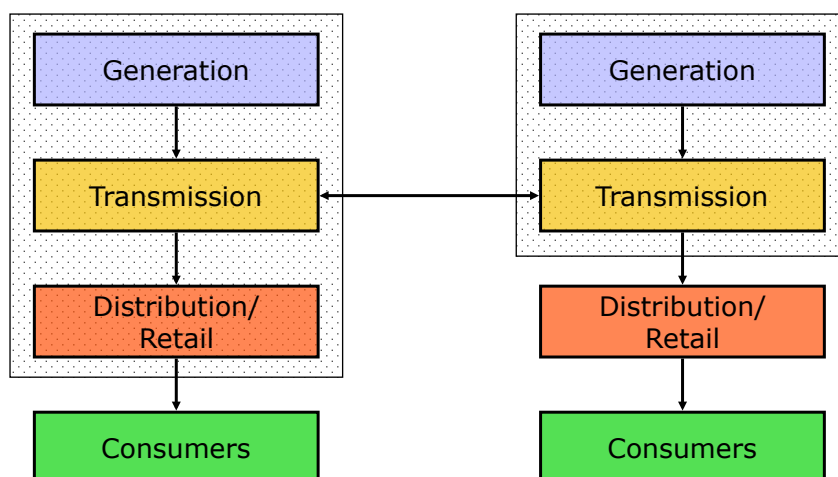 Generation
Transmission
Distribution/
Retail
Consumers
Generation
Transmission
Distribution/
Retail
Consumers